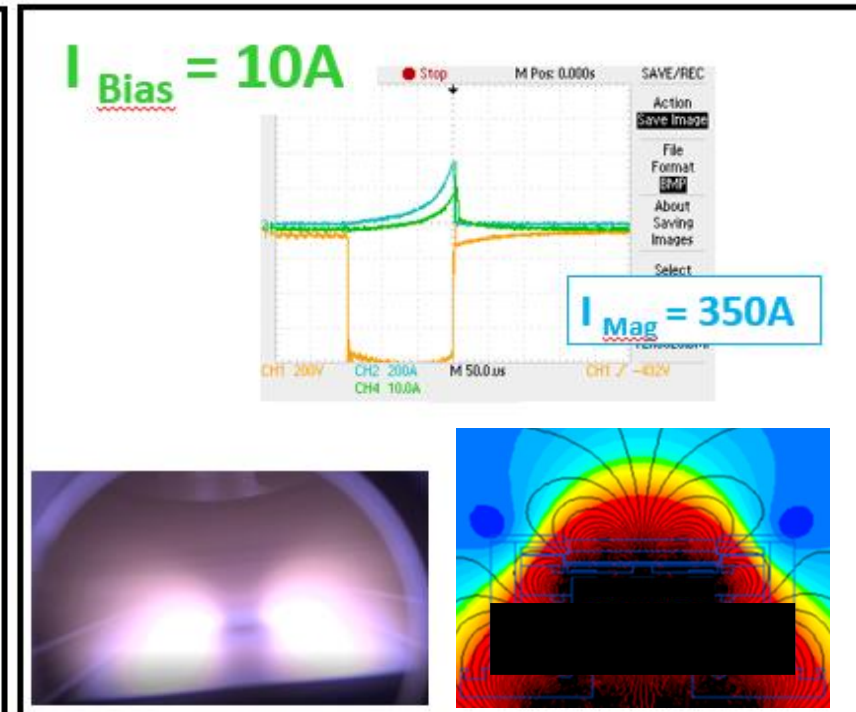 I Bias = 10A
Stop M Pos: 0.000s SAVE/REC
Action
Save Image
File
Format
BMP
About
Saving
Images
Select
I Mag = 350A
CH1 200V CH2 200A M 50.0us CH1 / -432V
CH4 10.0A